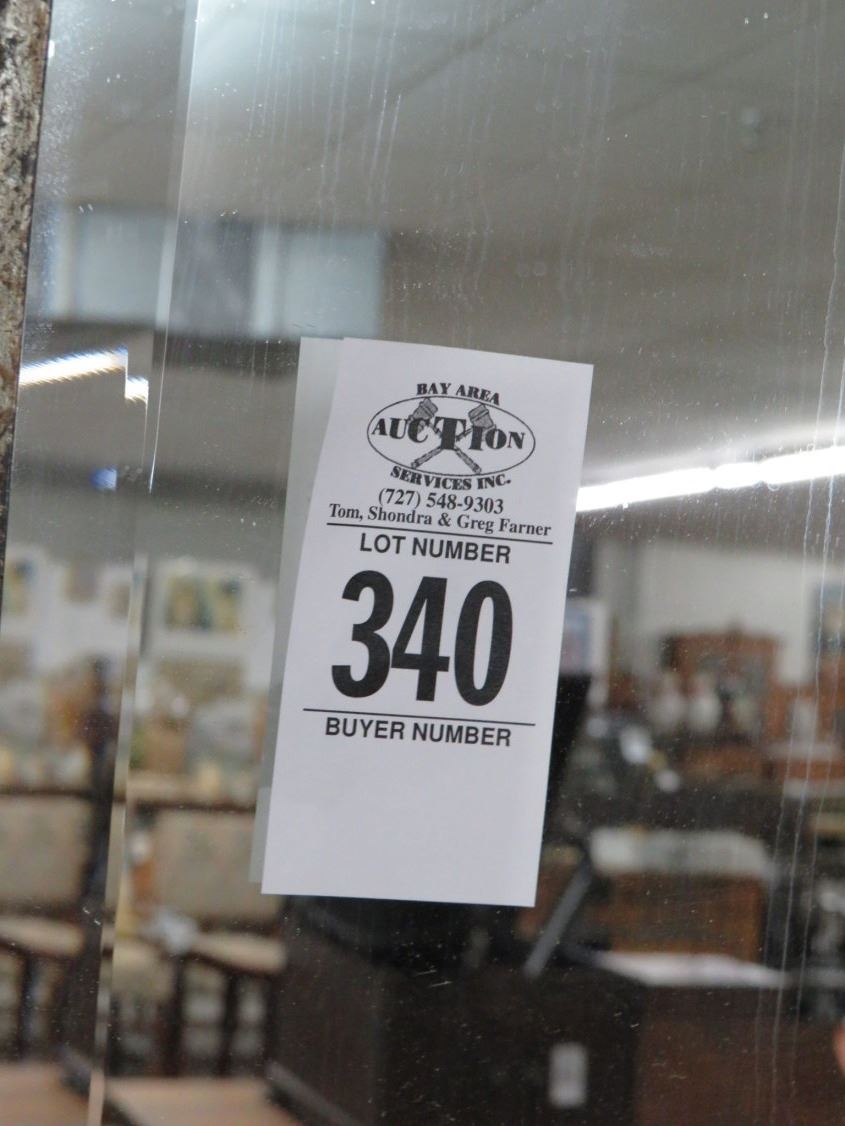 BAY AREA
AUCTION
SERVICES INC.
(727) 548-9303
Tom, Shondra & Greg Farner
LOT NUMBER
340
BUYER NUMBER